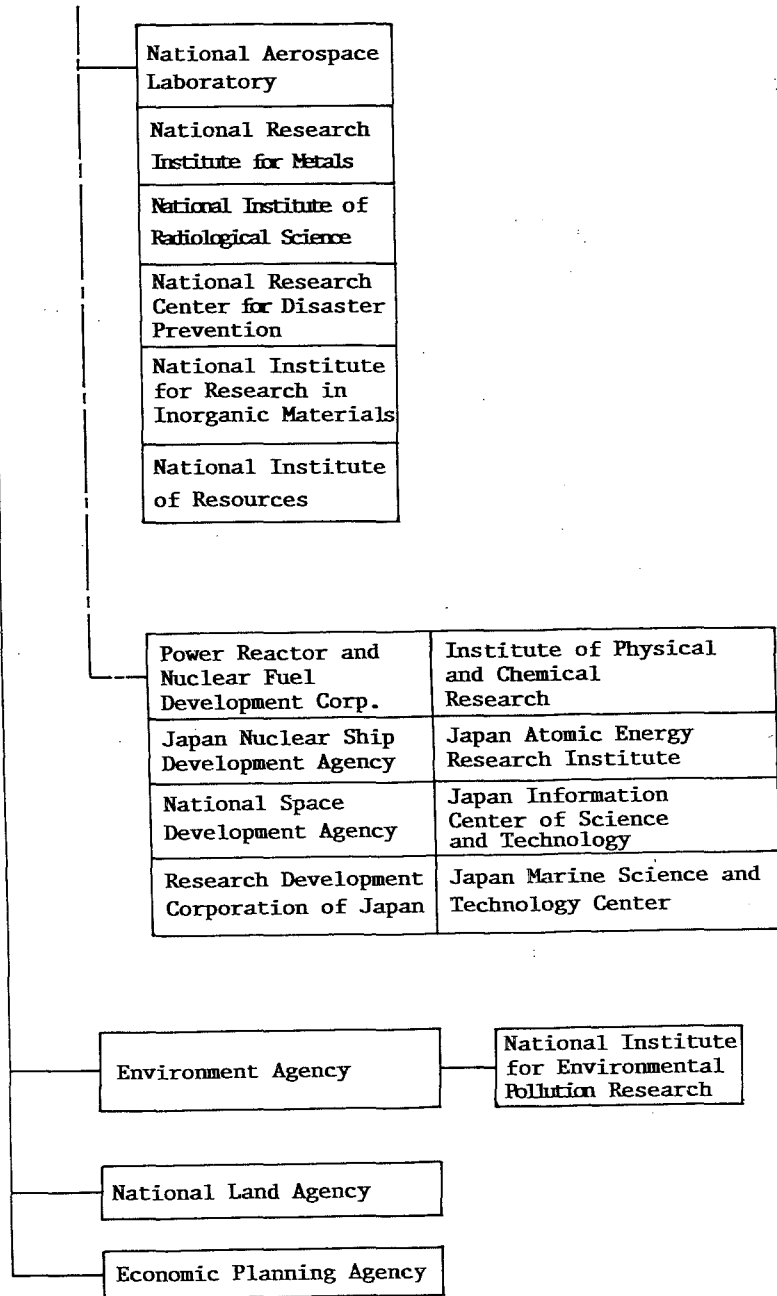 National Aerospace
Laboratory
National Research
Institute for Metals
National Institute of
Radiological Science
National Research
Center for Disaster
Prevention
National Institute
for Research in
Inorganic Materials
National Institute
of Resources
Power Reactor and
Nuclear Fuel
Development Corp.
Institute of Physical
and Chemical
Research
Japan Nuclear Ship
Development Agency
Japan Atomic Energy
Research Institute
National Space
Development Agency
Japan Information
Center of Science
and Technology
Research Development
Corporation of Japan
Japan Marine Science and
Technology Center
Environment Agency
National Institute
for Environmental
Pollution Research
National Land Agency
Economic Planning Agency